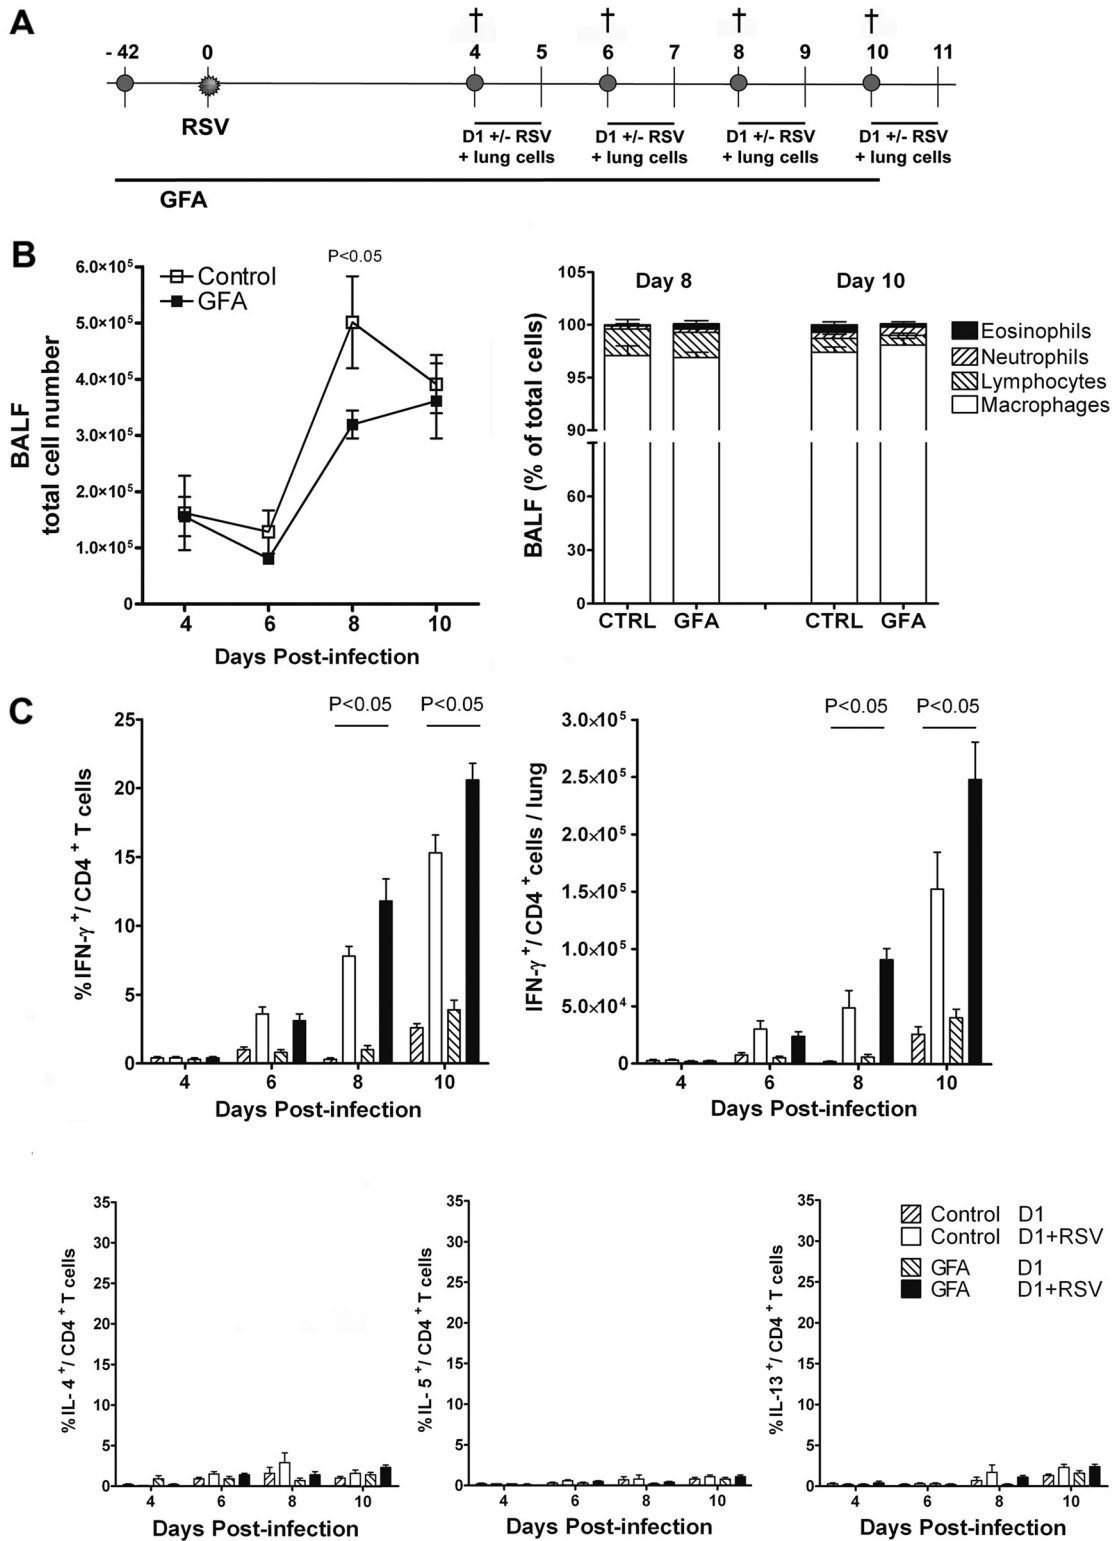 A
† † † †
- 42 0 4 5 6 7 8 9 10 11
RSV
D1 +/- RSV D1 +/- RSV D1 +/- RSV D1 +/- RSV
+ lung cells + lung cells + lung cells + lung cells
GFA
B
BALF
total cell number
6.0×10⁵
5.0×10⁵
4.0×10⁵
3.0×10⁵
2.0×10⁵
1.0×10⁵
0
Control
GFA
P<0.05
4 6 8 10
Days Post-infection
BALF (% of total cells)
105
100
95
90
60
30
0
Day 8 Day 10
CTRL GFA CTRL GFA
Eosinophils
Neutrophils
Lymphocytes
Macrophages
C
%IFN-γ⁺/CD4⁺ T cells
25
20
15
10
5
0
P<0.05 P<0.05
4 6 8 10
Days Post-infection
IFN-γ⁺/CD4⁺cells / lung
3.0×10⁵
2.5×10⁵
2.0×10⁵
1.5×10⁵
1.0×10⁵
5.0×10⁴
0
P<0.05 P<0.05
4 6 8 10
Days Post-infection
%IL- 4⁺/CD4⁺ T cells
35
30
25
20
15
10
5
0
4 6 8 10
Days Post-infection
%IL- 5⁺/CD4⁺ T cells
35
30
25
20
15
10
5
0
4 6 8 10
Days Post-infection
%IL-13⁺/CD4⁺ T cells
35
30
25
20
15
10
5
0
4 6 8 10
Days Post-infection
Control D1
Control D1+RSV
GFA D1
GFA D1+RSV